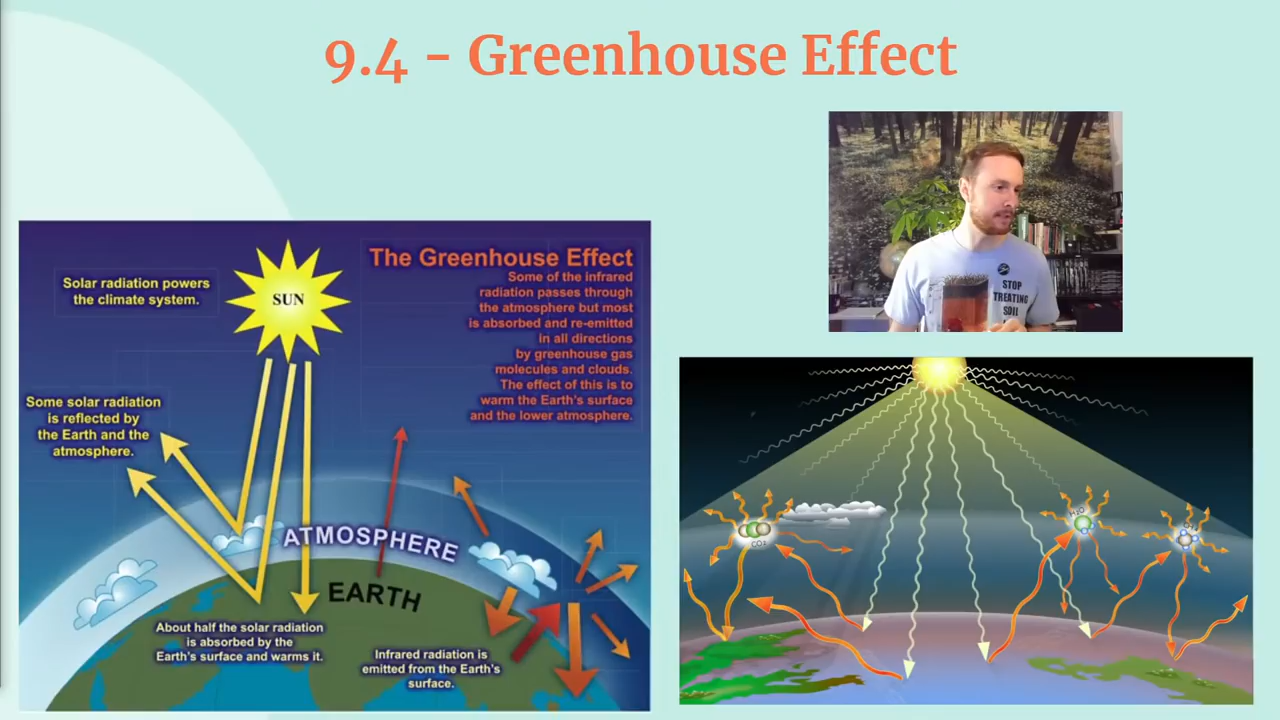 9.4 - Greenhouse Effect
The Greenhouse Effect
Some of the infrared
radiation passes through
the atmosphere but most
is absorbed and re-emitted
in all directions
by greenhouse gas
molecules and clouds.
The effect of this is to
warm the Earth's surface
and the lower atmosphere.
Solar radiation powers
the climate system.
SUN
Some solar radiation
is reflected by
the Earth and the
atmosphere.
ATMOSPHERE
EARTH
About half the solar radiation
is absorbed by the
Earth's surface and warms it.
Infrared radiation is
emitted from the Earth's
surface.
STOP
TREATING
SOIL
CO2
H2O